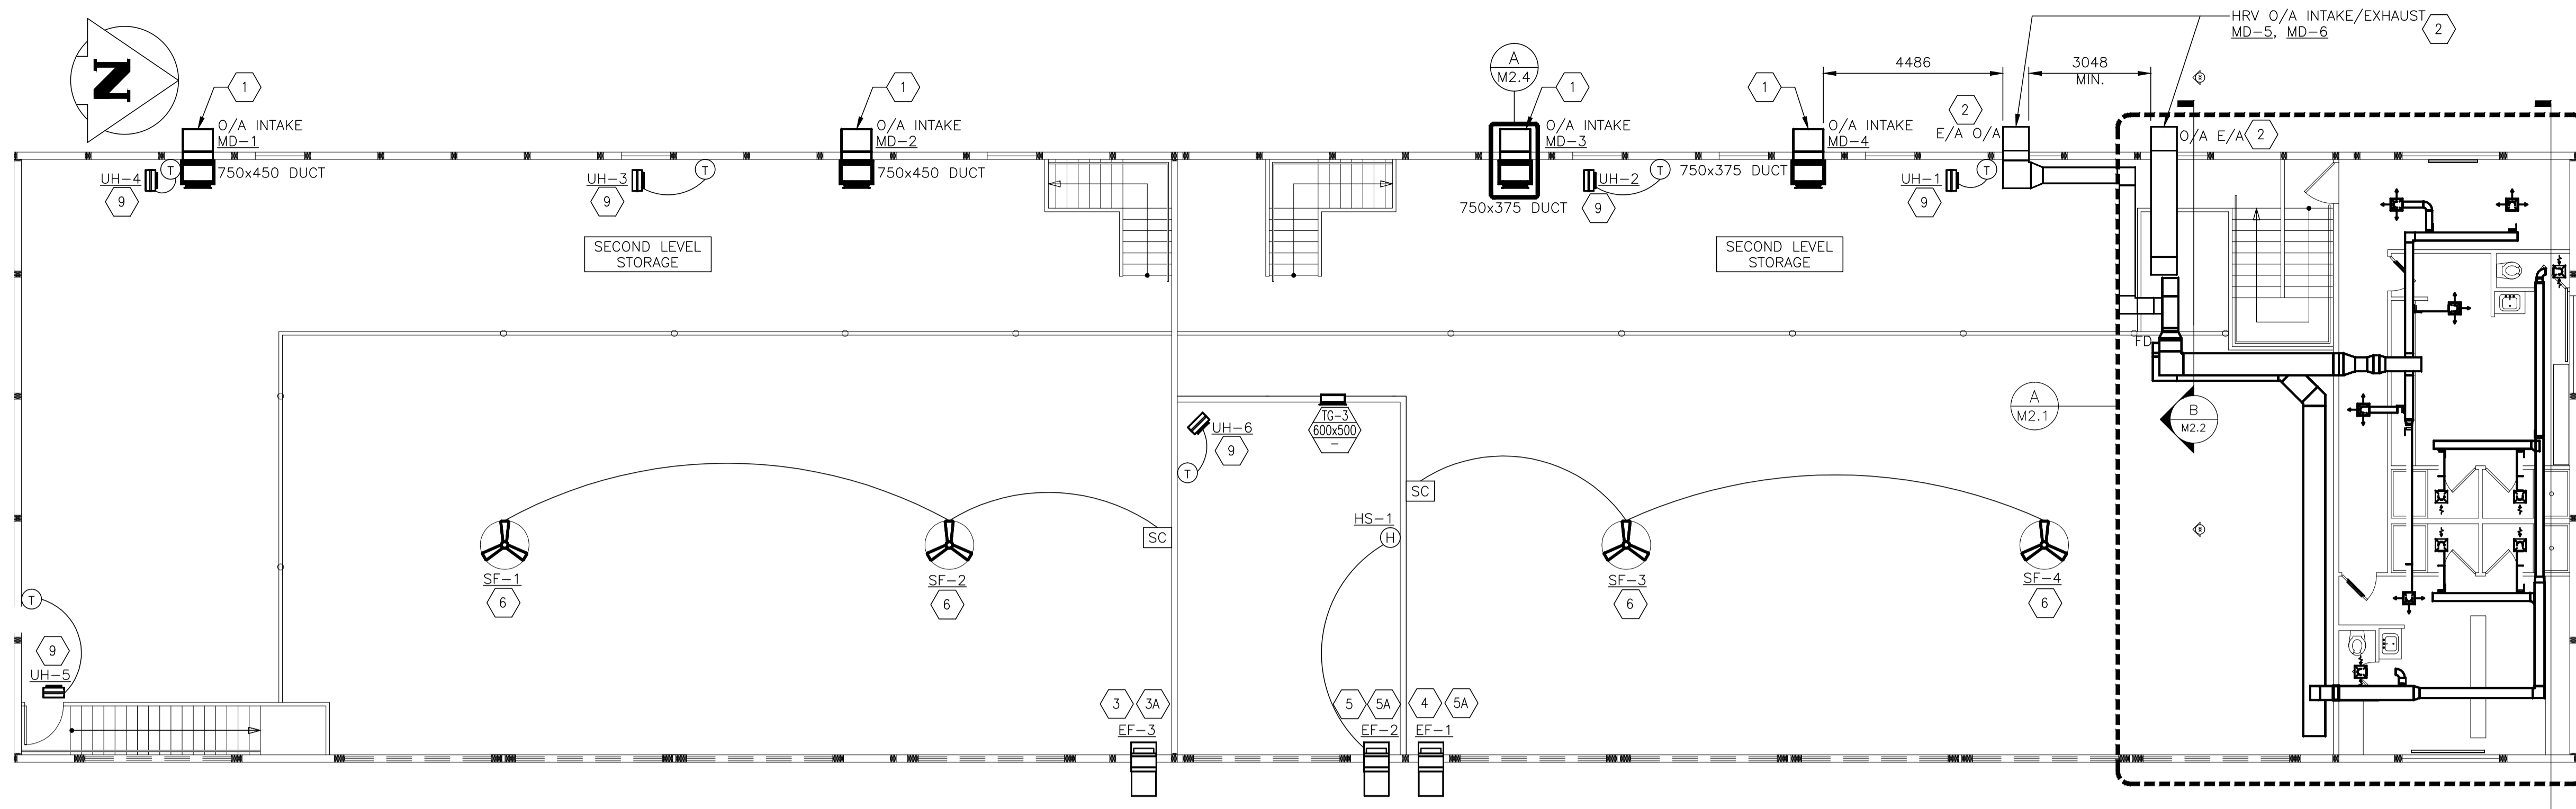 HRV O/A INTAKE/EXHAUST
MD-5, MD-6
2
N
1
O/A INTAKE
MD-1
750x450 DUCT
UH-4
T
9
UH-3
T
9
1
O/A INTAKE
MD-2
750x450 DUCT
A
M2.4
1
O/A INTAKE
MD-3
750x375 DUCT
UH-2
T
9
1
O/A INTAKE
MD-4
750x375 DUCT
4486
3048
MIN.
2
E/A O/A
O/A E/A
2
UH-1
T
9
SECOND LEVEL
STORAGE
SECOND LEVEL
STORAGE
FD
A
M2.1
B
M2.2
UH-6
9
T
TG-3
600x500
-
SC
HS-1
H
SC
SF-1
6
SF-2
6
SF-3
6
SF-4
6
T
9
UH-5
3
3A
EF-3
5
5A
EF-2
4
5A
EF-1